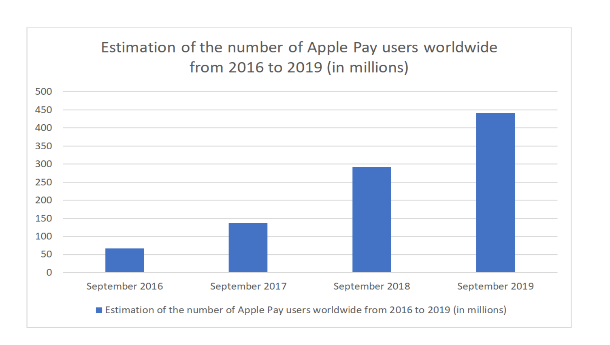 Estimation of the number of Apple Pay users worldwide
from 2016 to 2019 (in millions)
500
450
400
350
300
250
200
150
100
50
0
September 2016 September 2017 September 2018 September 2019
Estimation of the number of Apple Pay users worldwide from 2016 to 2019 (in millions)